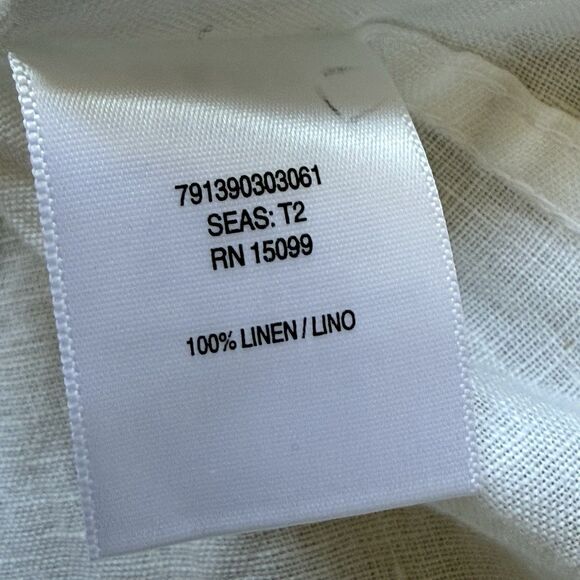 791390303061
SEAS: T2
RN 15099
100% LINEN / LINO